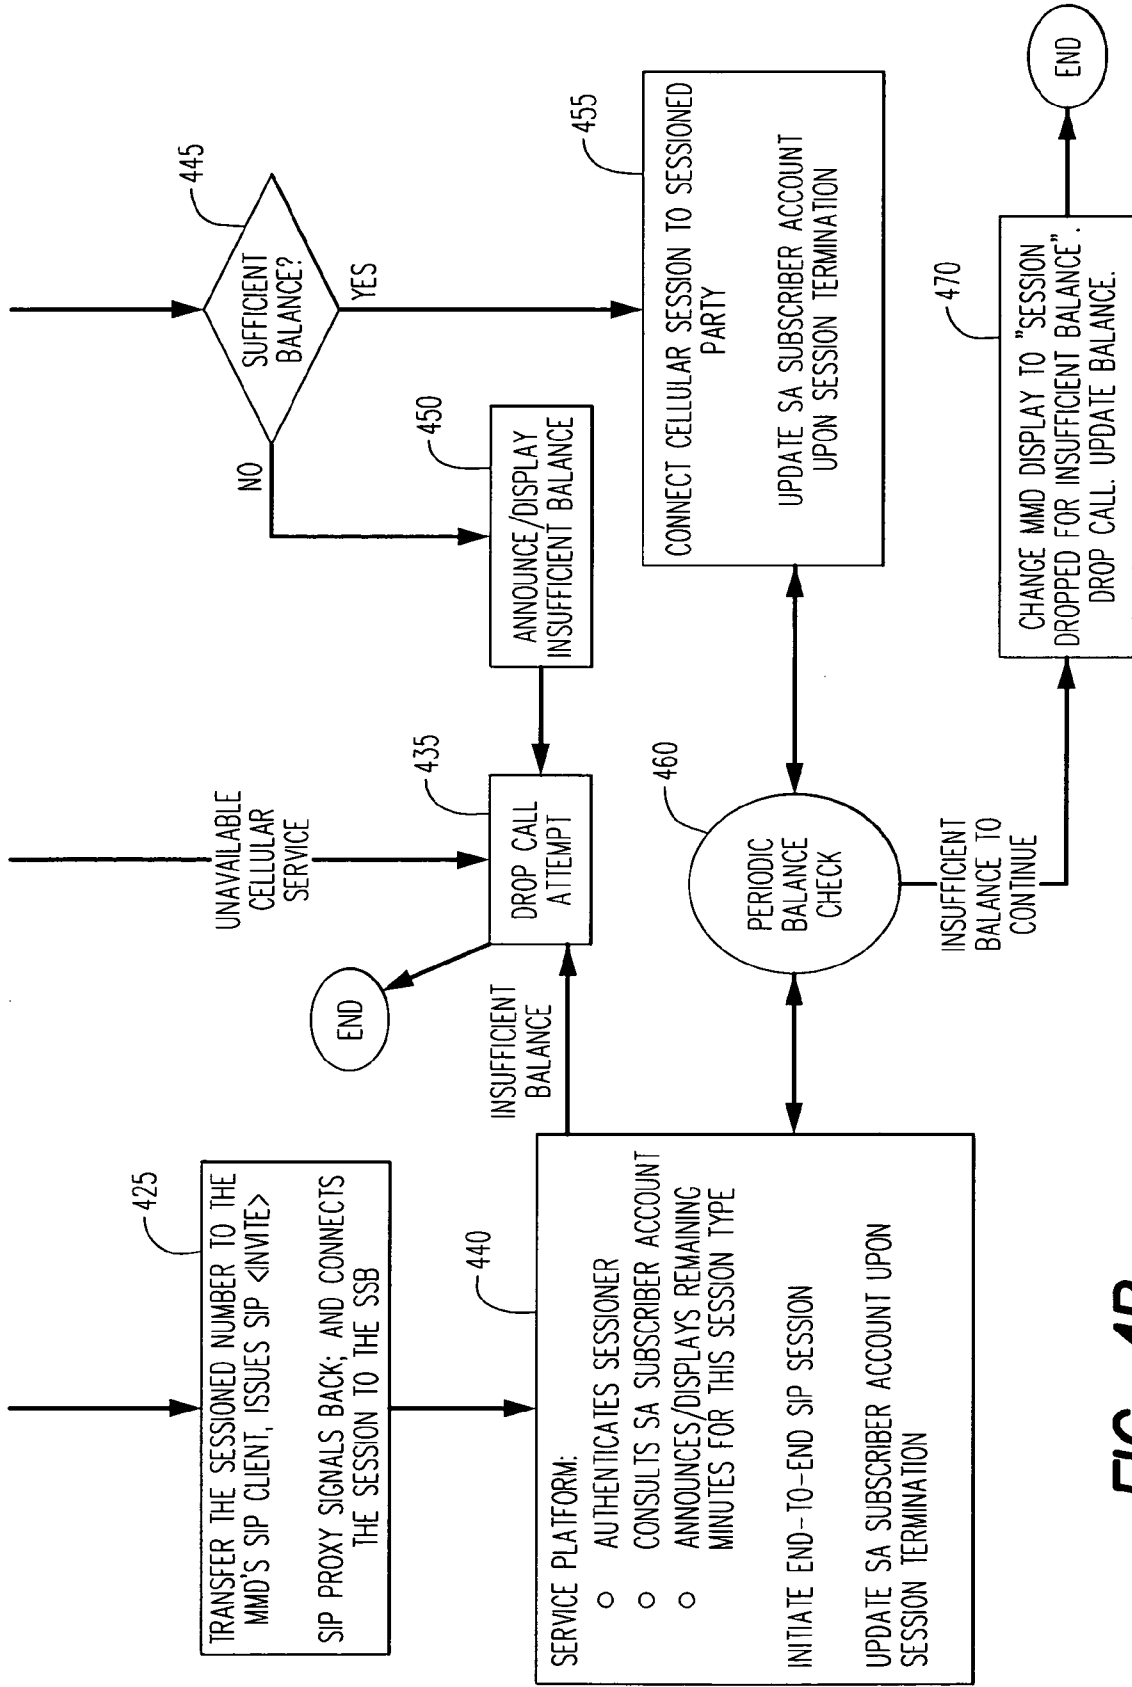 TRANSFER THE SESSIONED NUMBER TO THE
MMD'S SIP CLIENT, ISSUES SIP <INVITE>
SIP PROXY SIGNALS BACK; AND CONNECTS
THE SESSION TO THE SSB
425
SERVICE PLATFORM:
○ AUTHENTICATES SESSIONER
○ CONSULTS SA SUBSCRIBER ACCOUNT
○ ANNOUNCES/DISPLAYS REMAINING
MINUTES FOR THIS SESSION TYPE
INITIATE END-TO-END SIP SESSION
UPDATE SA SUBSCRIBER ACCOUNT UPON
SESSION TERMINATION
440
UNAVAILABLE
CELLULAR
SERVICE
END
INSUFFICIENT
BALANCE
DROP CALL
ATTEMPT
435
SUFFICIENT
BALANCE?
445
NO
YES
ANNOUNCE/DISPLAY
INSUFFICIENT BALANCE
450
CONNECT CELLULAR SESSION TO SESSIONED
PARTY
UPDATE SA SUBSCRIBER ACCOUNT
UPON SESSION TERMINATION
455
PERIODIC
BALANCE
CHECK
460
INSUFFICIENT
BALANCE TO
CONTINUE
CHANGE MMD DISPLAY TO "SESSION
DROPPED FOR INSUFFICIENT BALANCE".
DROP CALL. UPDATE BALANCE.
470
END